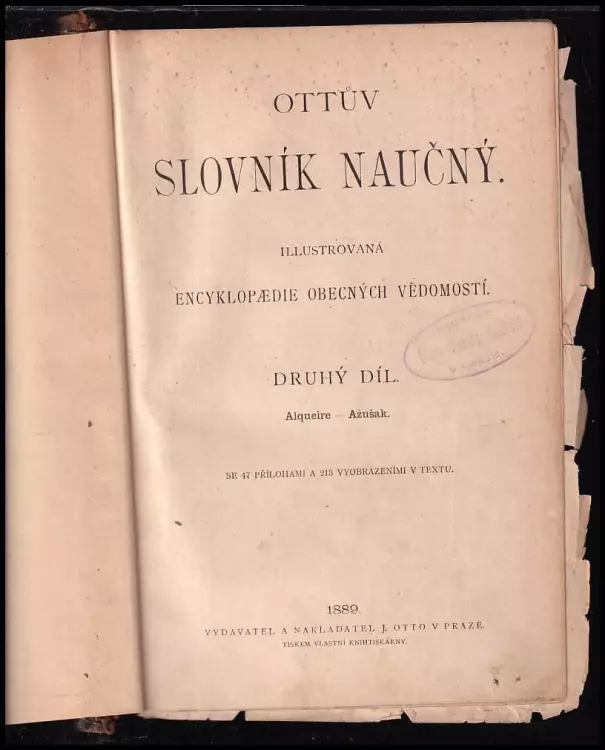 OTTŮV
SLOVNÍK NAUČNÝ.
ILLUSTROVANÁ
ENCYKLOPÆDIE OBECNÝCH VĚDOMOSTÍ.
DRUHÝ DÍL.
Alqueire – Ažušak.
SE 47 PŘÍLOHAMI A 213 VYOBRAZENÍMI V TEXTU.
1889.
VYDAVATEL A NAKLADATEL J. OTTO V PRAZE.
TISKEM VLASTNÍ KNIHTISKÁRNY.